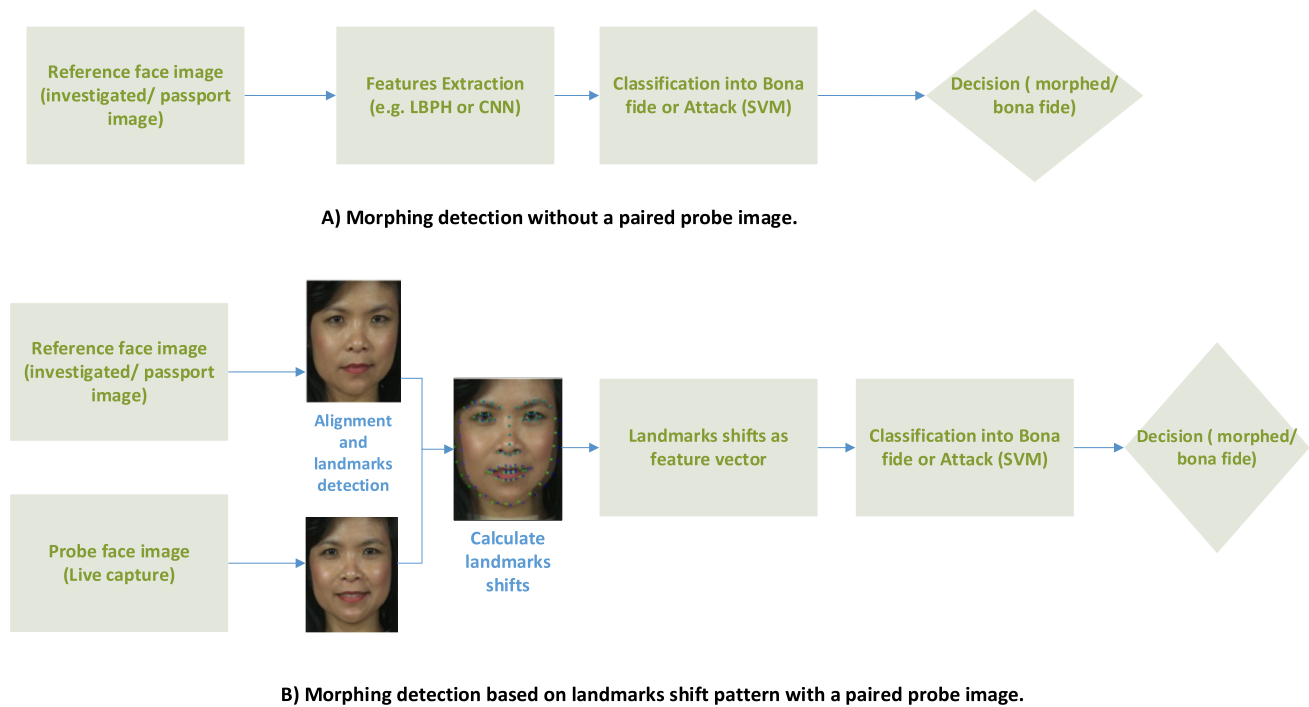 Reference face image
(investigated/ passport
image)
Features Extraction
(e.g. LBPH or CNN)
Classification into Bona
fide or Attack (SVM)
Decision ( morphed/
bona fide)
A) Morphing detection without a paired probe image.
Reference face image
(investigated/ passport
image)
Probe face image
(Live capture)
Alignment
and
landmarks
detection
Calculate
landmarks
shifts
Landmarks shifts as
feature vector
Classification into Bona
fide or Attack (SVM)
Decision ( morphed/
bona fide)
B) Morphing detection based on landmarks shift pattern with a paired probe image.